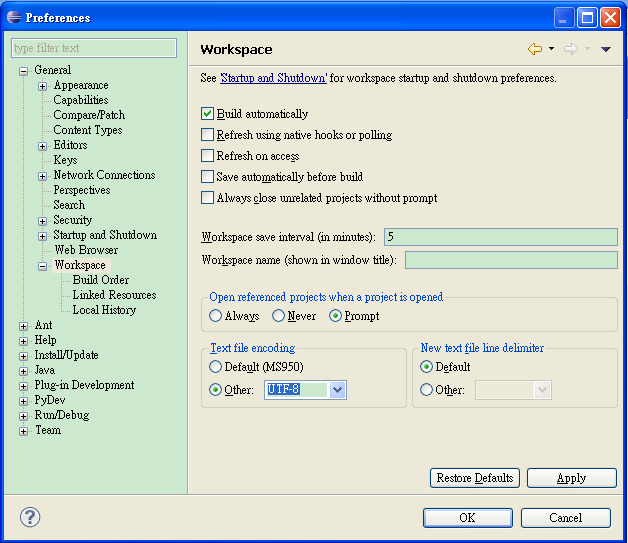 Preferences
type filter text
General
Appearance
Capabilities
Compare/Patch
Content Types
Editors
Keys
Network Connections
Perspectives
Search
Security
Startup and Shutdown
Web Browser
Workspace
Build Order
Linked Resources
Local History
Ant
Help
Install/Update
Java
Plug-in Development
PyDev
Run/Debug
Team
Workspace
See 'Startup and Shutdown' for workspace startup and shutdown preferences.
Build automatically
Refresh using native hooks or polling
Refresh on access
Save automatically before build
Always close unrelated projects without prompt
Workspace save interval (in minutes): 5
Workspace name (shown in window title):
Open referenced projects when a project is opened
Always Never Prompt
Text file encoding
Default (MS950)
Other: UTF-8
New text file line delimiter
Default
Other:
Restore Defaults Apply
? OK Cancel